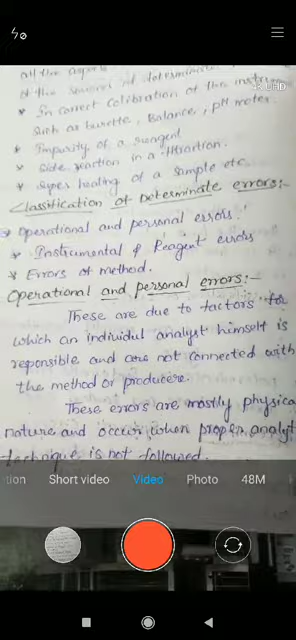 all the aspects
of the sources of determinate
* In correct calibration of the instrum
such as burette, Balance, pH meter.
* Impurity of a reagent
* Side reaction in a titraction.
* Super heating of a sample etc.
Classification of Determinate errors:-
* Operational and personal errors.
* Instrumental & Reagent errors
* Errors of method.
Operational and personal errors:-
These are due to factors for
which an individul analyst himself is
reponsible and are not connected with
the method or producere.
These errors are mostly physica
nature and occur when proper analyt
technique is not followed.
tion Short video Video Photo 48M